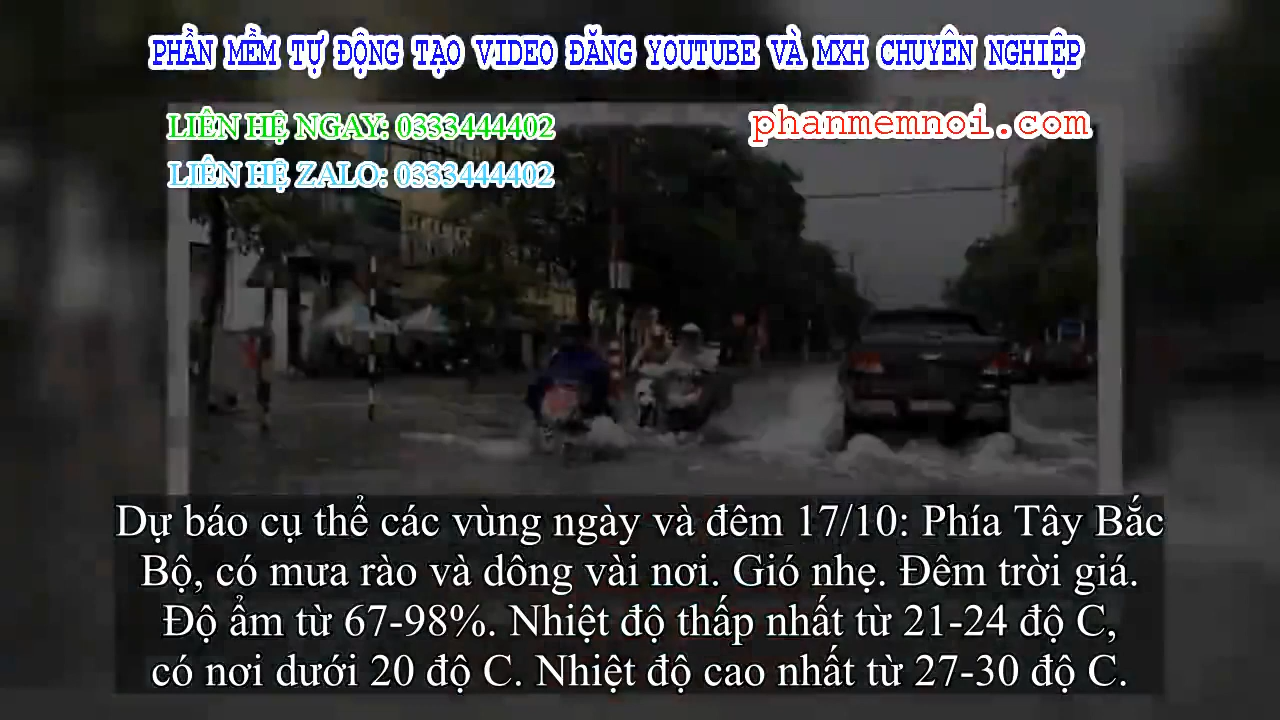 PHẦN MỀM TỰ ĐỘNG TẠO VIDEO ĐĂNG YOUTUBE VÀ MXH CHUYÊN NGHIỆP
LIÊN HỆ NGAY: 0333444402
phanmemnoi.com
LIÊN HỆ ZALO: 0333444402
Dự báo cụ thể các vùng ngày và đêm 17/10: Phía Tây Bắc
Bộ, có mưa rào và dông vài nơi. Gió nhẹ. Đêm trời giá.
Độ ẩm từ 67-98%. Nhiệt độ thấp nhất từ 21-24 độ C,
có nơi dưới 20 độ C. Nhiệt độ cao nhất từ 27-30 độ C.